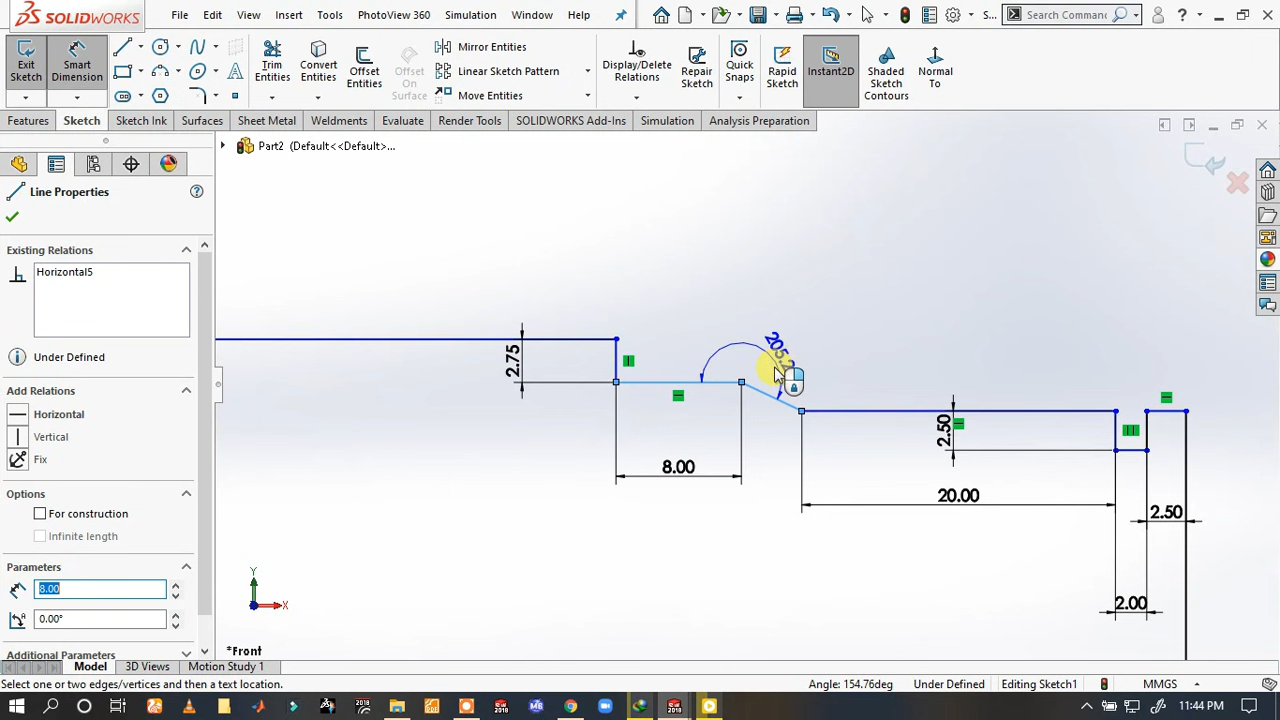 SOLIDWORKS
File Edit View Insert Tools PhotoView 360 Simulation Window Help
S...
Search Commanc
Exit Sketch
Smart Dimension
Trim Entities
Convert Entities
Offset Entities
Offset On Surface
Mirror Entities
Linear Sketch Pattern
Move Entities
Display/Delete Relations
Repair Sketch
Quick Snaps
Rapid Sketch
Instant2D
Shaded Sketch Contours
Normal To
Features Sketch Sketch Ink Surfaces Sheet Metal Weldments Evaluate Render Tools SOLIDWORKS Add-Ins Simulation Analysis Preparation
Part2 (Default<<Default>...
Line Properties
Existing Relations
Horizontal5
Under Defined
Add Relations
Horizontal
Vertical
Fix
Options
For construction
Infinite length
Parameters
8.00
0.00°
Additional Parameters
2.75
8.00
2.50
20.00
2.50
2.00
Y
X
*Front
Model 3D Views Motion Study 1
Select one or two edges/vertices and then a text location.
Angle: 154.76deg Under Defined Editing Sketch1 MMGS
11:44 PM